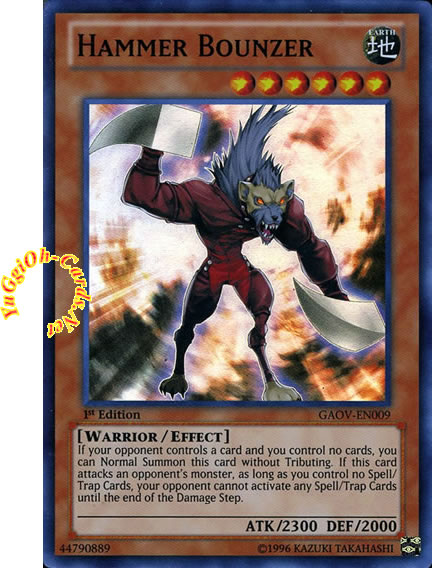 HAMMER BOUNZER
EARTH
地
YuGgiOh-Cards.Net
1st Edition
GAOV-EN009
[WARRIOR / EFFECT]
If your opponent controls a card and you control no cards, you
can Normal Summon this card without Tributing. If this card
attacks an opponent's monster, as long as you control no Spell/
Trap Cards, your opponent cannot activate any Spell/Trap Cards
until the end of the Damage Step.
ATK/2300 DEF/2000
44790889
©1996 KAZUKI TAKAHASHI